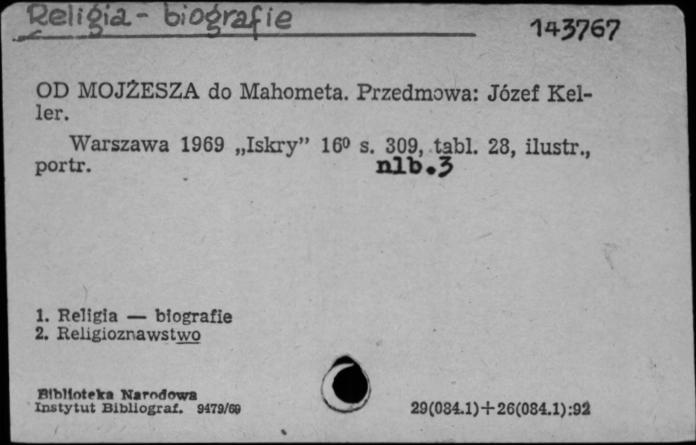 Religia - biografie
143767
OD MOJŻESZA do Mahometa. Przedmowa: Józef Kel-
ler.
Warszawa 1969 „Iskry” 16⁰ s. 309, tabl. 28, ilustr.,
portr.
nlb.3
1. Religia — biografie
2. Religioznawstwo
Biblioteka Narodowa
Instytut Bibliograf. 9479/69
29(084.1)+26(084.1):92